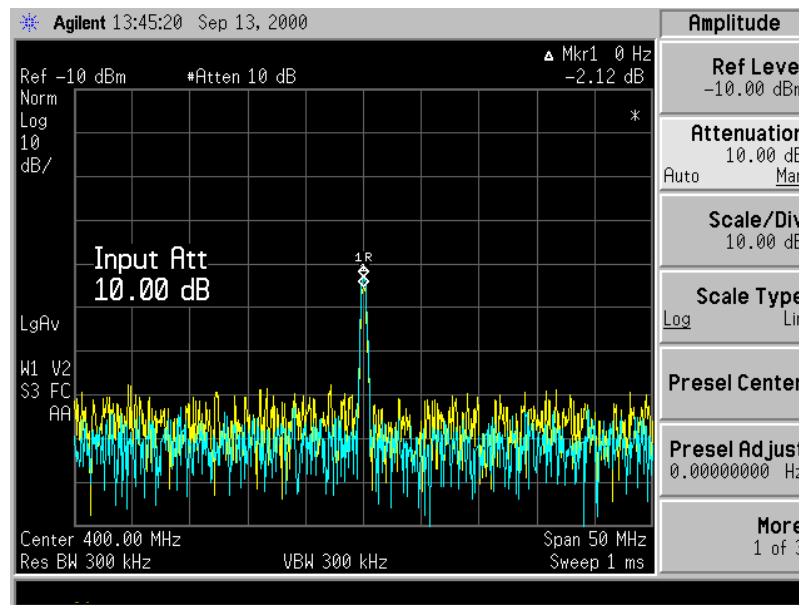 Agilent 13:45:20 Sep 13, 2000
Amplitude
Δ Mkr1 0 Hz
Ref -10 dBm #Atten 10 dB -2.12 dB
Norm
Log
10
dB/
*
1R
Input Att
10.00 dB
LgAv
W1 V2
S3 FC
AA
Center 400.00 MHz Span 50 MHz
Res BW 300 kHz VBW 300 kHz Sweep 1 ms
Ref Leve
-10.00 dBm
Attenuation
10.00 dB
Auto Man
Scale/Div
10.00 dB
Scale Type
Log Lin
Presel Center
Presel Adjust
0.00000000 Hz
More
1 of 3